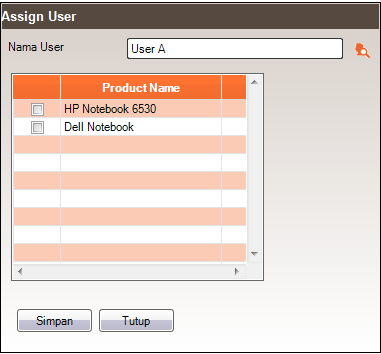 Assign User
Nama User User A
Product Name
HP Notebook 6530
Dell Notebook
Simpan Tutup